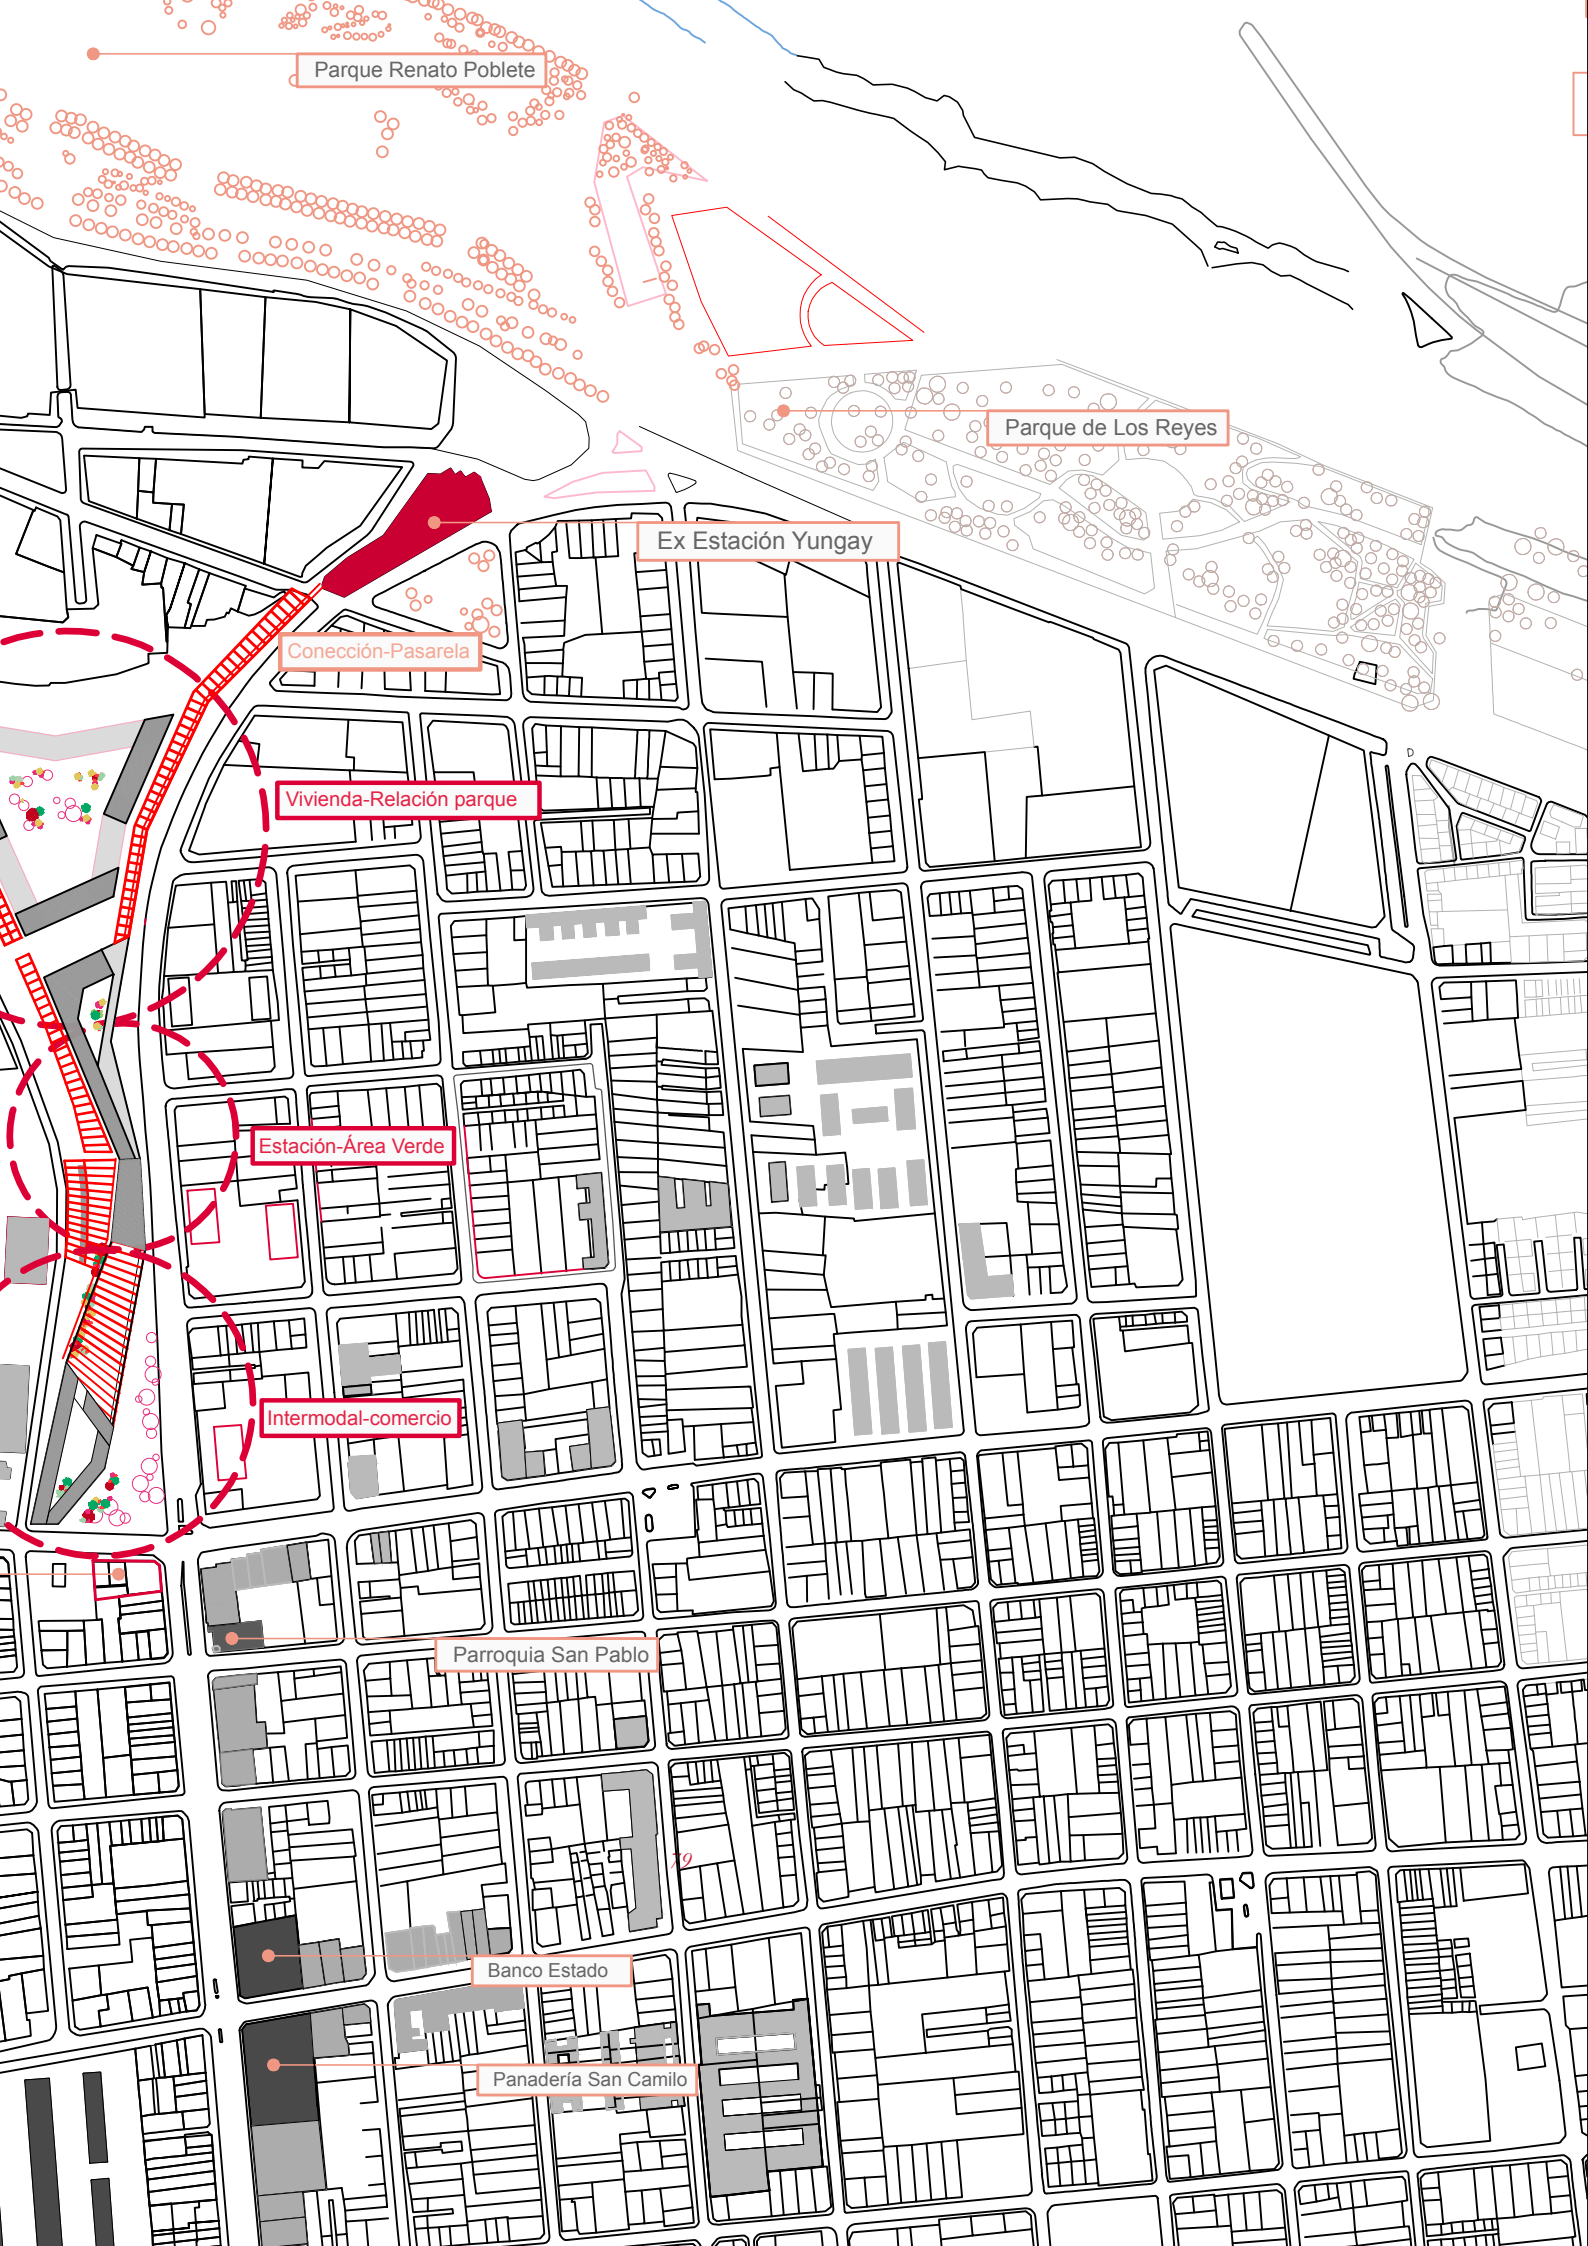 Parque Renato Poblete
Parque de Los Reyes
Ex Estación Yungay
Conección-Pasarela
Vivienda-Relación parque
Estación-Área Verde
Intermodal-comercio
Parroquia San Pablo
79
Banco Estado
Panadería San Camilo